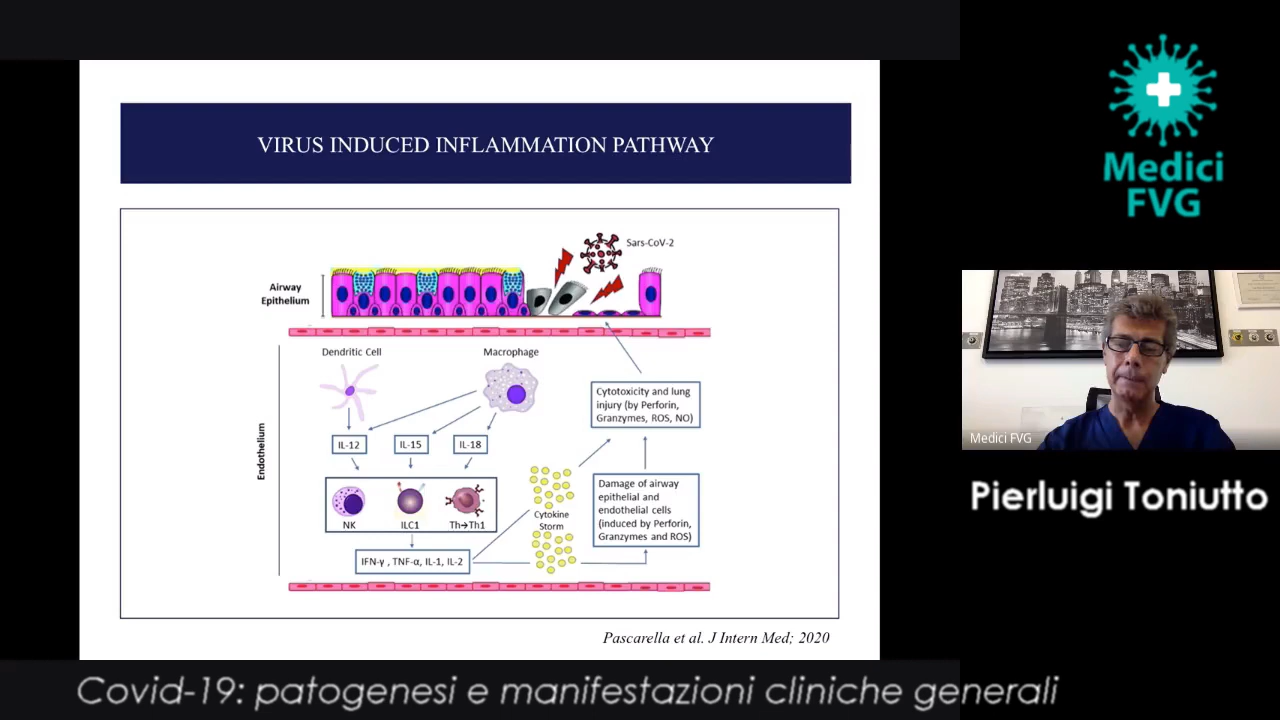 VIRUS INDUCED INFLAMMATION PATHWAY
Sars-CoV-2
Airway
Epithelium
Dendritic Cell
Macrophage
Cytotoxicity and lung
injury (by Perforin,
Granzymes, ROS, NO)
IL-12
IL-15
IL-18
Endothelium
Damage of airway
epithelial and
endothelial cells
(induced by Perforin,
Granzymes and ROS)
Cytokine
Storm
NK
ILC1
Th→Th1
IFN-γ , TNF-α, IL-1, IL-2
Pascarella et al. J Intern Med; 2020
Medici
FVG
Medici FVG
Pierluigi Toniutto
Covid-19: patogenesi e manifestazioni cliniche generali